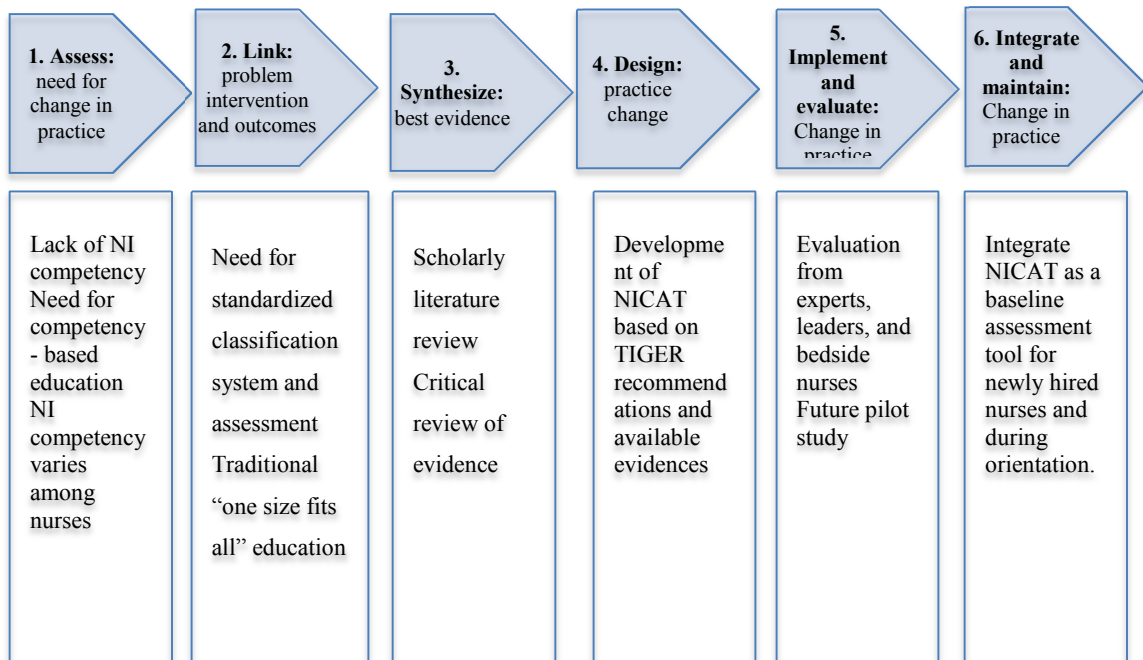 1. Assess:
need for
change in
practice
2. Link:
problem
intervention
and outcomes
3.
Synthesize:
best evidence
4. Design:
practice
change
5.
Implement
and
evaluate:
Change in
practice
6. Integrate
and
maintain:
Change in
practice
Lack of NI
competency
Need for
competency
- based
education
NI
competency
varies
among
nurses
Need for
standardized
classification
system and
assessment
Traditional
“one size fits
all” education
Scholarly
literature
review
Critical
review of
evidence
Developme
nt of
NICAT
based on
TIGER
recommend
ations and
available
evidences
Evaluation
from
experts,
leaders, and
bedside
nurses
Future pilot
study
Integrate
NICAT as a
baseline
assessment
tool for
newly hired
nurses and
during
orientation.